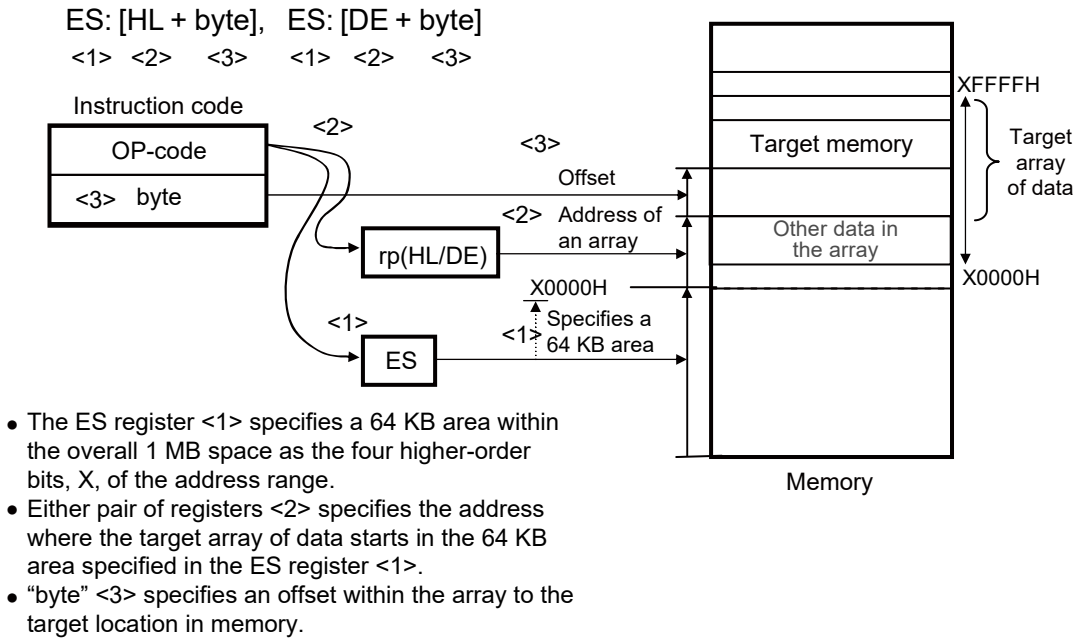 ES: [HL + byte], ES: [DE + byte]
<1> <2> <3> <1> <2> <3>
Instruction code
OP-code
<3> byte
<2>
<3>
Offset
<2> Address of
an array
rp(HL/DE)
X0000H
<1> Specifies a
64 KB area
<1>
ES
XFFFFH
Target memory
Target
array
of data
Other data in
the array
X0000H
Memory
• The ES register <1> specifies a 64 KB area within
the overall 1 MB space as the four higher-order
bits, X, of the address range.
• Either pair of registers <2> specifies the address
where the target array of data starts in the 64 KB
area specified in the ES register <1>.
• “byte” <3> specifies an offset within the array to the
target location in memory.